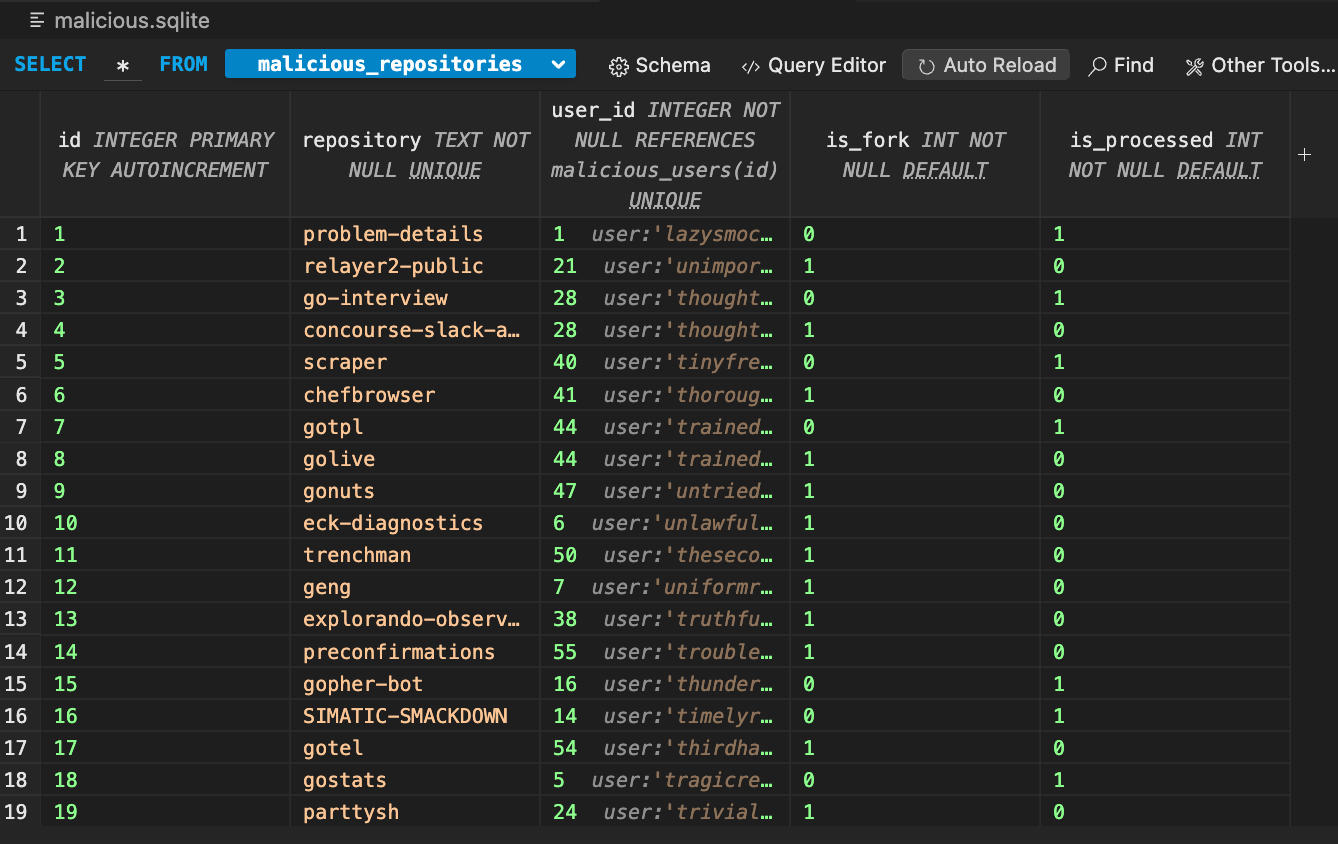 malicious.sqlite
SELECT * FROM malicious_repositories Schema Query Editor Auto Reload Find Other Tools...
id INTEGER PRIMARY KEY AUTOINCREMENT
repository TEXT NOT NULL UNIQUE
user_id INTEGER NOT NULL REFERENCES malicious_users(id) UNIQUE
is_fork INT NOT NULL DEFAULT
is_processed INT NOT NULL DEFAULT
+
1 1 problem-details 1 user:'lazysmoc… 0 1
2 2 relayer2-public 21 user:'unimpor… 1 0
3 3 go-interview 28 user:'thought… 0 1
4 4 concourse-slack-a… 28 user:'thought… 1 0
5 5 scraper 40 user:'tinyfre… 0 1
6 6 chefbrowser 41 user:'thoroug… 1 0
7 7 gotpl 44 user:'trained… 0 1
8 8 golive 44 user:'trained… 1 0
9 9 gonuts 47 user:'untried… 1 0
10 10 eck-diagnostics 6 user:'unlawful… 1 0
11 11 trenchman 50 user:'theseco… 1 0
12 12 geng 7 user:'uniformr… 1 0
13 13 explorando-observ… 38 user:'truthfu… 1 0
14 14 preconfirmations 55 user:'trouble… 1 0
15 15 gopher-bot 16 user:'thunder… 0 1
16 16 SIMATIC-SMACKDOWN 14 user:'timelyr… 0 1
17 17 gotel 54 user:'thirdha… 1 0
18 18 gostats 5 user:'tragicre… 0 1
19 19 parttysh 24 user:'trivial… 1 0